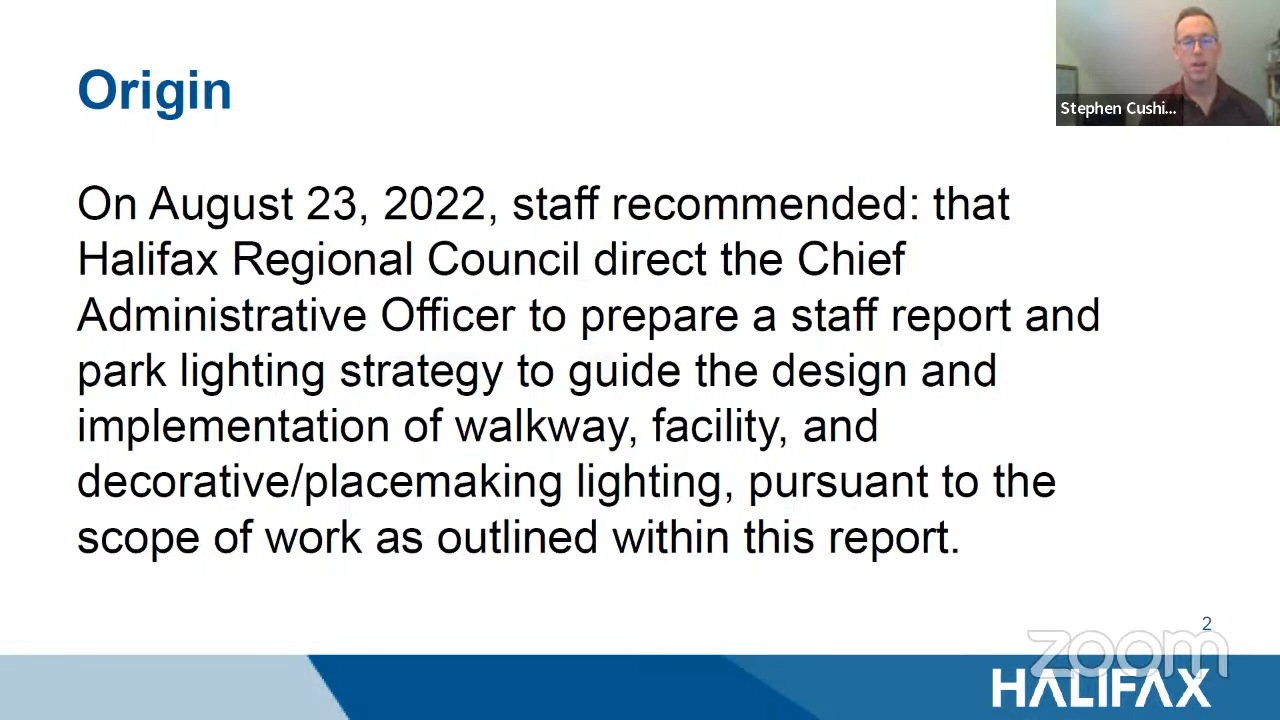 Origin
Stephen Cushi...
On August 23, 2022, staff recommended: that
Halifax Regional Council direct the Chief
Administrative Officer to prepare a staff report and
park lighting strategy to guide the design and
implementation of walkway, facility, and
decorative/placemaking lighting, pursuant to the
scope of work as outlined within this report.
2
zoom
HALIFAX